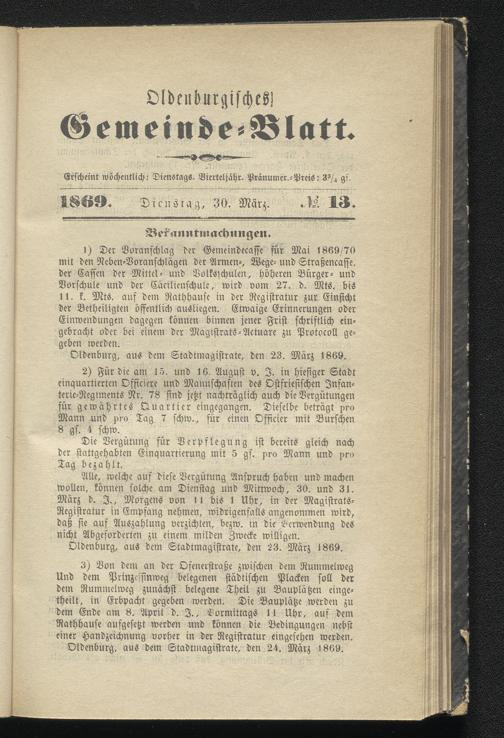 Oldenburgisches
Gemeinde-Blatt.
Erscheint wöchentlich: Dienstags. Vierteljähr. Pränumer.-Preis: 3¾ gs.
1869. Dienstag, 30. März. № 13.
Bekanntmachungen.
1) Der Voranschlag der Gemeindecasse für Mai 1869/70
mit den Neben-Voranschlägen der Armen-, Wege- und Straßencasse,
der Cassen der Mittel- und Volksschulen, höheren Bürger- und
Vorschule und der Cäcilienschule, wird vom 27. d. Mts. bis
11. k. Mts. auf dem Rathhause in der Registratur zur Einsicht
der Betheiligten öffentlich ausliegen. Etwaige Erinnerungen oder
Einwendungen dagegen können binnen jener Frist schriftlich ein-
gebracht oder bei einem der Magistrats-Actuare zu Protocoll ge-
geben werden.
Oldenburg, aus dem Stadtmagistrate, den 23. März 1869.
2) Für die am 15. und 16. August v. J. in hiesiger Stadt
einquartierten Officiere und Mannschaften des Ostfriesischen Infan-
terie-Regiments Nr. 78 sind jetzt nachträglich auch die Vergütungen
für gewährtes Quartier eingegangen. Dieselbe beträgt pro
Mann und pro Tag 7 schw., für einen Officier mit Burschen
8 gs. 4 schw.
Die Vergütung für Verpflegung ist bereits gleich nach
der stattgehabten Einquartierung mit 5 gs. pro Mann und pro
Tag bezahlt.
Alle, welche auf diese Vergütung Anspruch haben und machen
wollen, können solche am Dienstag und Mittwoch, 30. und 31.
März d. J., Morgens von 11 bis 1 Uhr, in der Magistrats-
Registratur in Empfang nehmen, widrigenfalls angenommen wird,
daß sie auf Auszahlung verzichten, bezw. in die Verwendung des
nicht Abgeforderten zu einem milden Zwecke willigen.
Oldenburg, aus dem Stadtmagistrate, den 23. März 1869.
3) Von dem an der Ofenerstraße zwischen dem Rummelweg
Und dem Prinzessinweg belegenen städtischen Placken soll der
dem Rummelweg zunächst belegene Theil zu Bauplätzen einge-
theilt, in Erbpacht gegeben werden. Die Bauplätze werden zu
dem Ende am 8. April d. J., Vormittags 11 Uhr, auf dem
Rathhause aufgesetzt werden und können die Bedingungen nebst
einer Handzeichnung vorher in der Registratur eingesehen werden.
Oldenburg, aus dem Stadtmagistrate, den 24. März 1869.